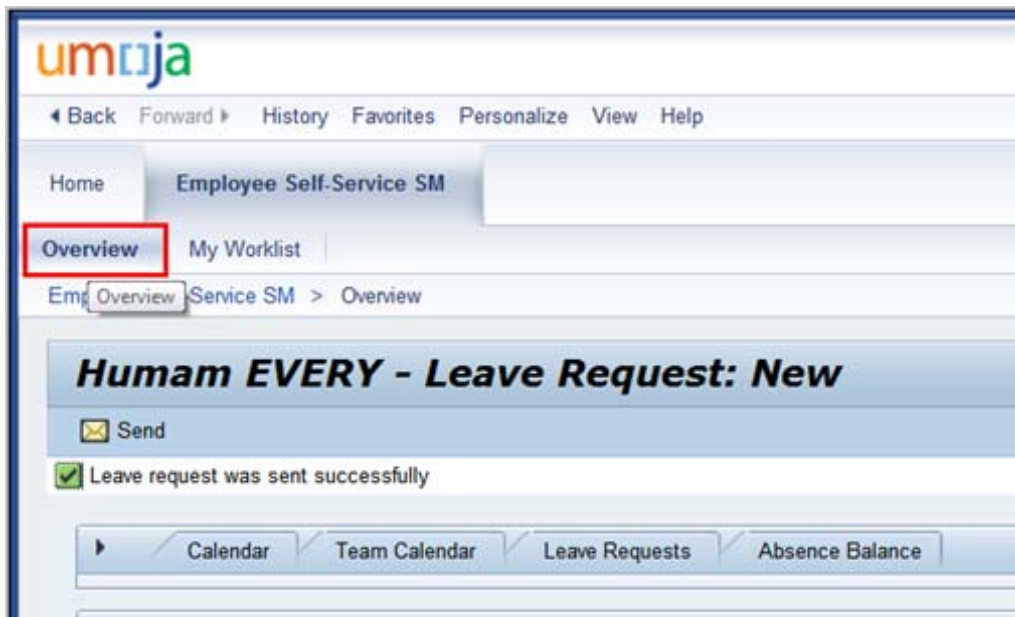 umoja
Back Forward History Favorites Personalize View Help
Home Employee Self-Service SM
Overview My Worklist
Overview Service SM > Overview
Humam EVERY - Leave Request: New
Send
Leave request was sent successfully
Calendar Team Calendar Leave Requests Absence Balance